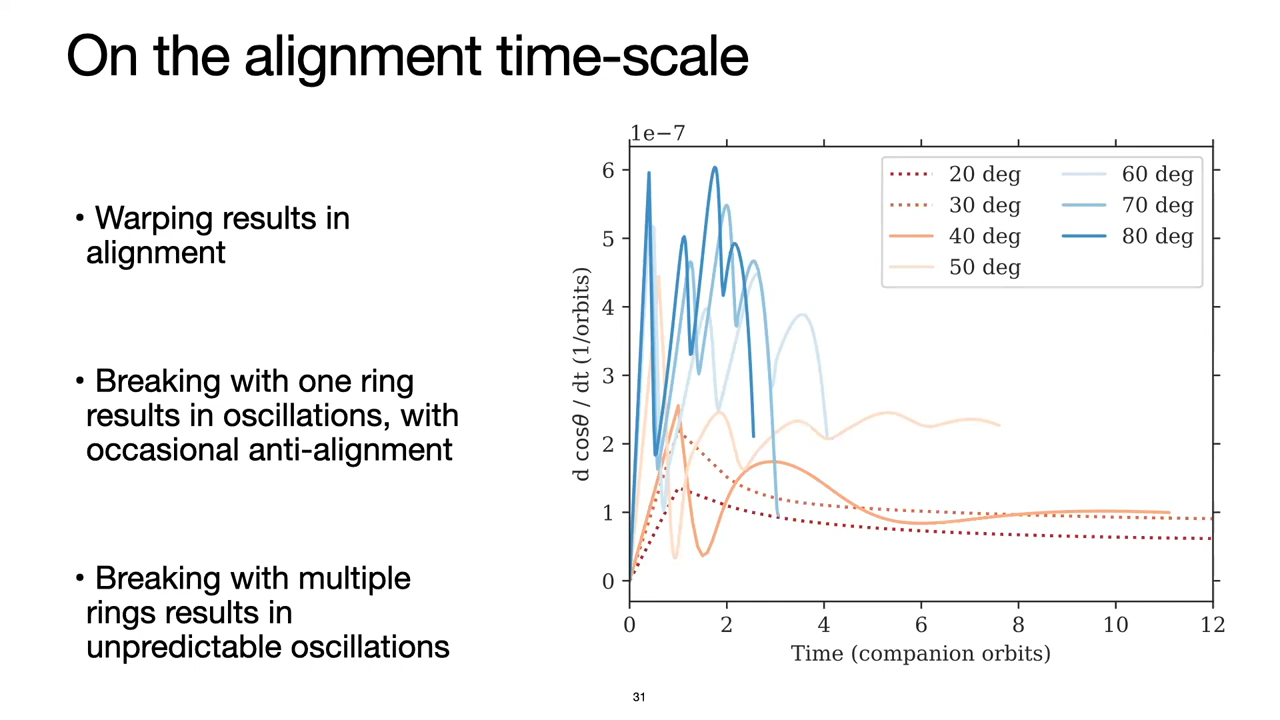 On the alignment time-scale
• Warping results in
alignment
• Breaking with one ring
results in oscillations, with
occasional anti-alignment
• Breaking with multiple
rings results in
unpredictable oscillations
1e−7
6
5
4
3
2
1
0
d cosθ / dt (1/orbits)
0 2 4 6 8 10 12
Time (companion orbits)
20 deg
30 deg
40 deg
50 deg
60 deg
70 deg
80 deg
31